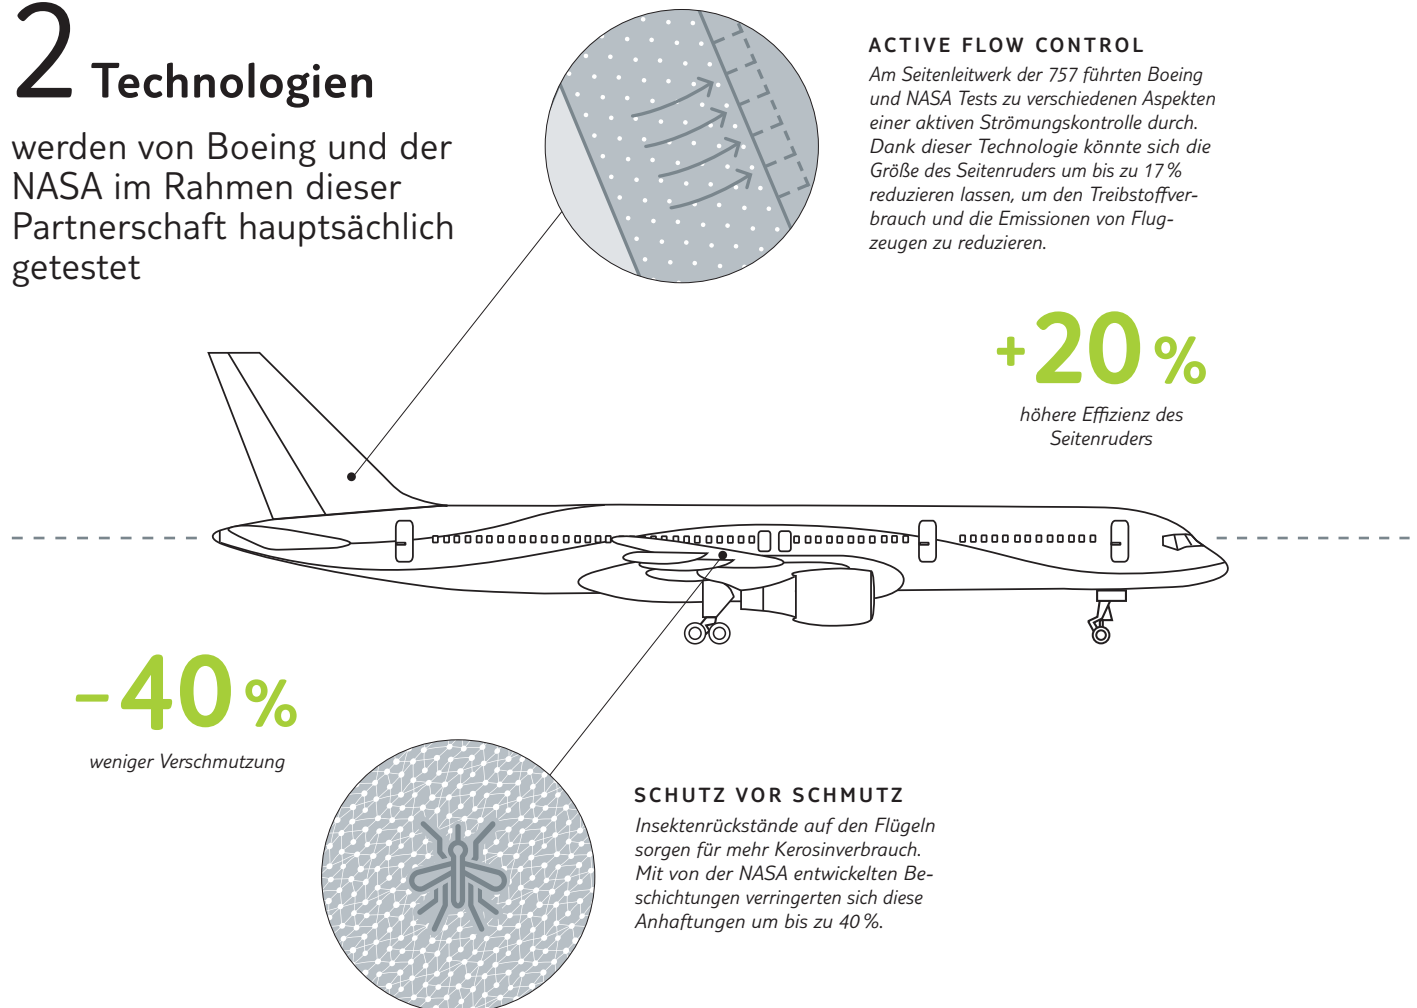 2 Technologien
werden von Boeing und der
NASA im Rahmen dieser
Partnerschaft hauptsächlich
getestet
ACTIVE FLOW CONTROL
Am Seitenleitwerk der 757 führten Boeing
und NASA Tests zu verschiedenen Aspekten
einer aktiven Strömungskontrolle durch.
Dank dieser Technologie könnte sich die
Größe des Seitenruders um bis zu 17 %
reduzieren lassen, um den Treibstoffver-
brauch und die Emissionen von Flug-
zeugen zu reduzieren.
+20 %
höhere Effizienz des
Seitenruders
–40 %
weniger Verschmutzung
SCHUTZ VOR SCHMUTZ
Insektenrückstände auf den Flügeln
sorgen für mehr Kerosinverbrauch.
Mit von der NASA entwickelten Be-
schichtungen verringerten sich diese
Anhaftungen um bis zu 40 %.